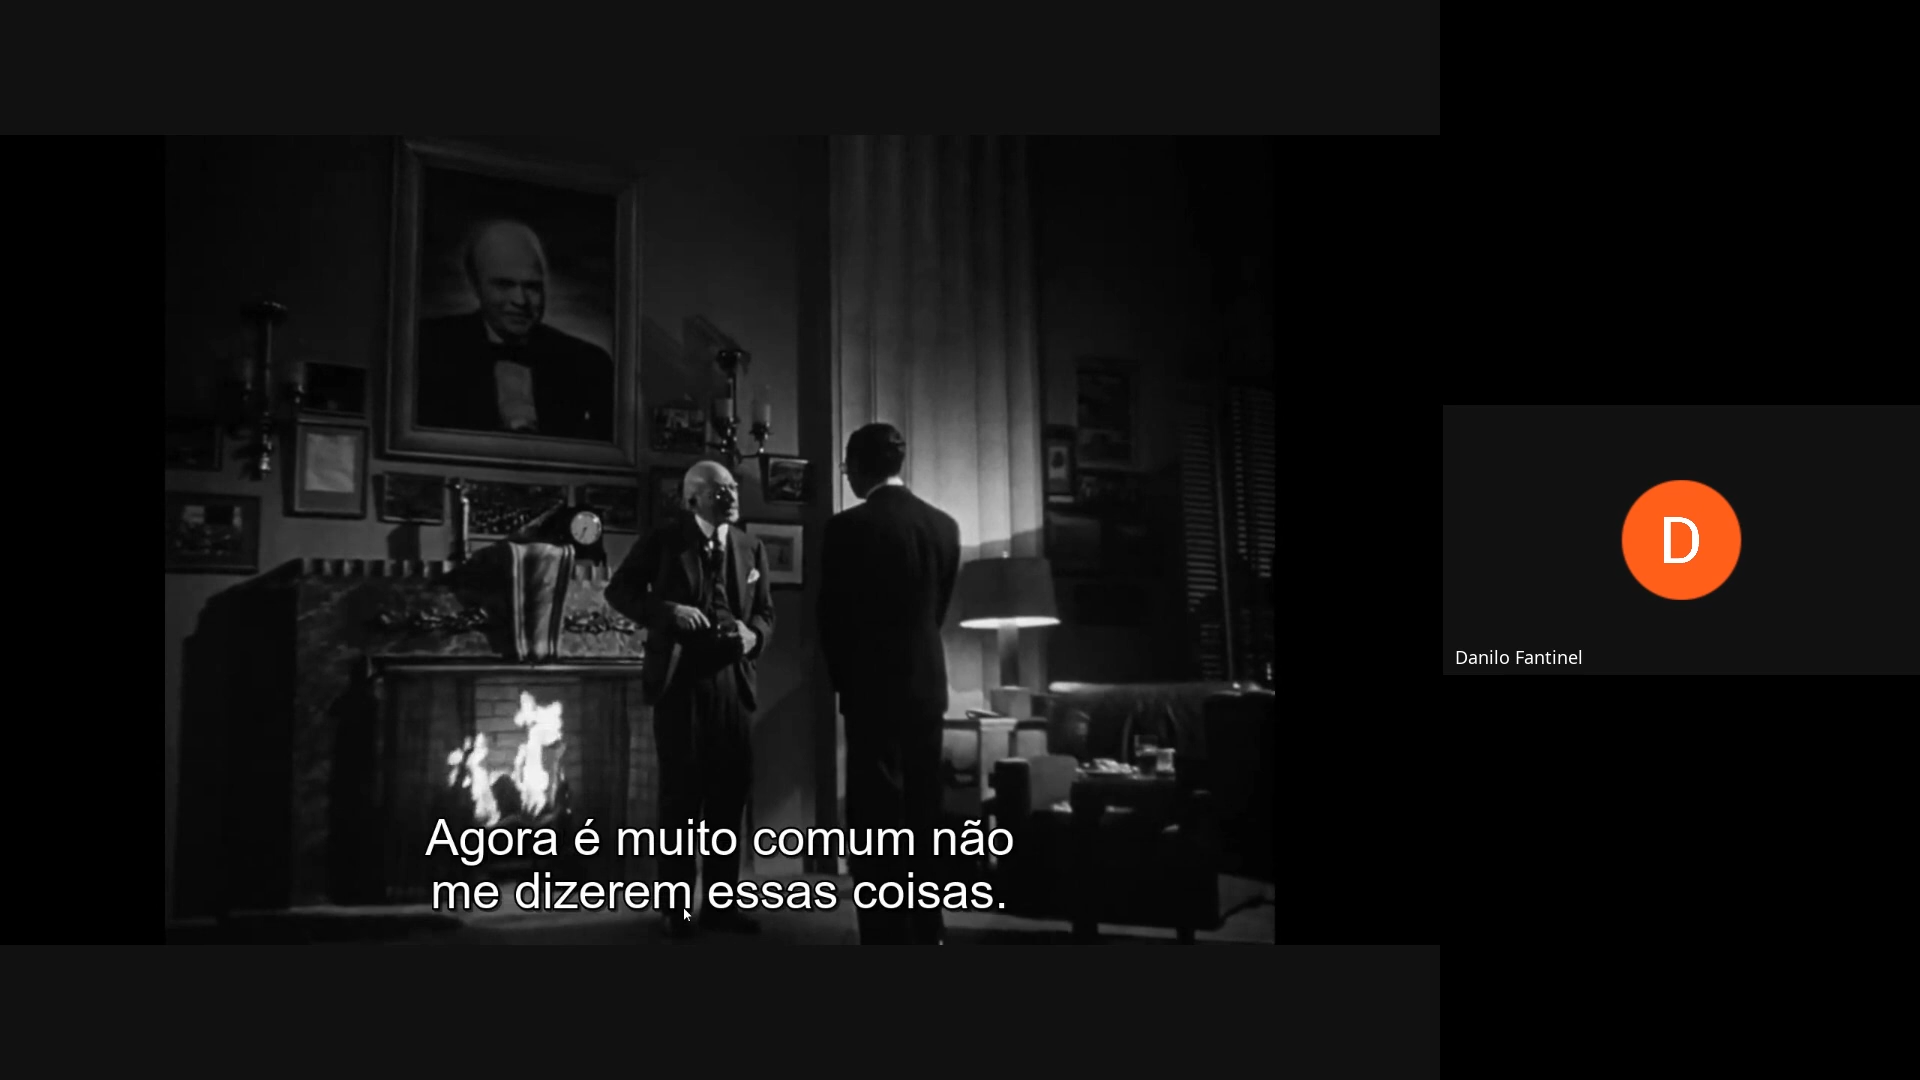 Agora é muito comum não
me dizerem essas coisas.
D
Danilo Fantinel